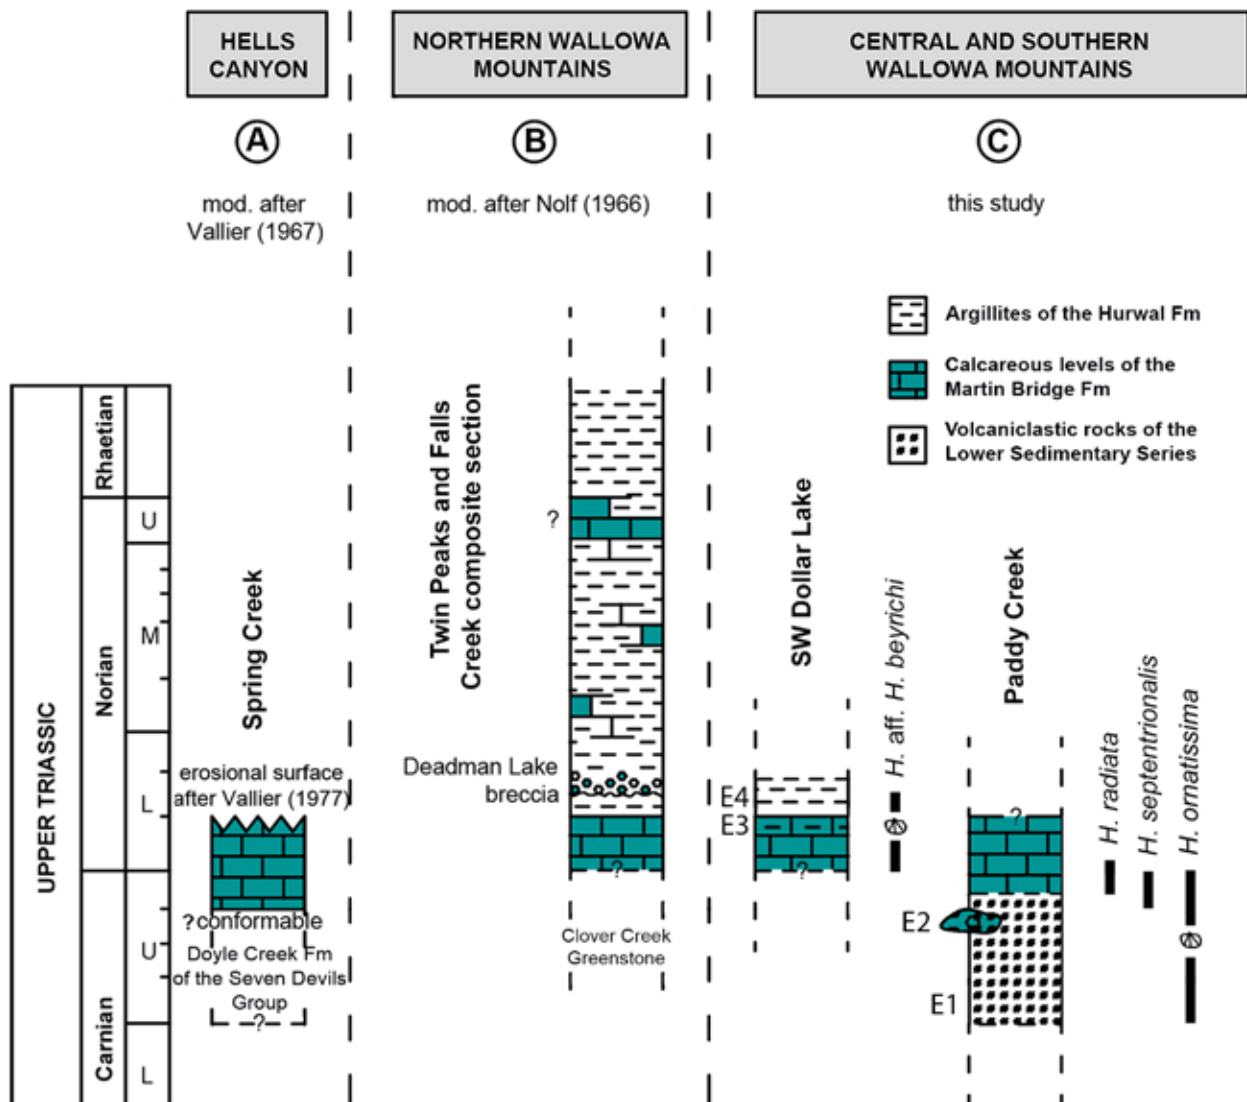 HELLS
CANYON
NORTHERN WALLOWA
MOUNTAINS
CENTRAL AND SOUTHERN
WALLOWA MOUNTAINS
A
B
C
mod. after
Vallier (1967)
mod. after Nolf (1966)
this study
Argillites of the Hurwal Fm
Calcareous levels of the
Martin Bridge Fm
Volcaniclastic rocks of the
Lower Sedimentary Series
UPPER TRIASSIC
Rhaetian
Norian
Carnian
U
M
L
U
L
Spring Creek
erosional surface
after Vallier (1977)
? conformable
Doyle Creek Fm
of the Seven Devils
Group
?
Twin Peaks and Falls
Creek composite section
?
Deadman Lake
breccia
?
Clover Creek
Greenstone
SW Dollar Lake
E4
E3
?
H. aff. H. beyrichi
Paddy Creek
?
E2
E1
H. radiata
H. septentrionalis
H. ornatissima